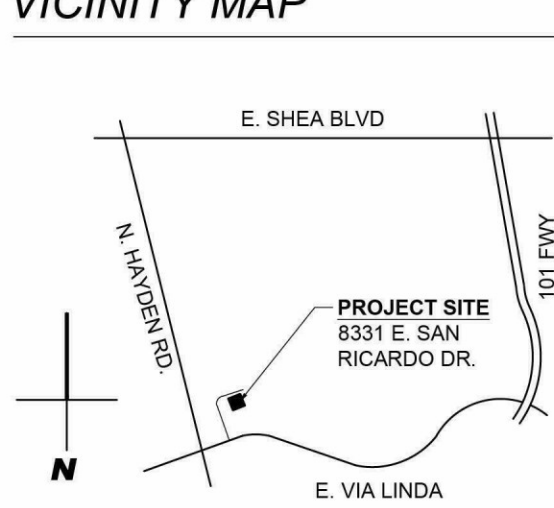 VICINITY MAP
E. SHEA BLVD
N. HAYDEN RD.
101 FWY
PROJECT SITE
8331 E. SAN
RICARDO DR.
N
E. VIA LINDA